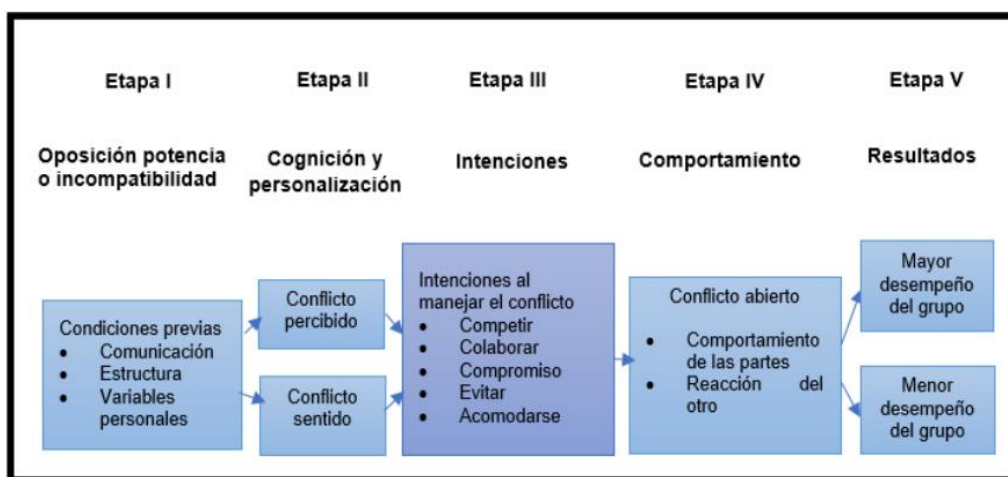 Etapa I
Etapa II
Etapa III
Etapa IV
Etapa V
Oposición potencia
o incompatibilidad
Cognición y
personalización
Intenciones
Comportamiento
Resultados
Condiciones previas
• Comunicación
• Estructura
• Variables
personales
Conflicto
percibido
Conflicto
sentido
Intenciones al
manejar el conflicto
• Competir
• Colaborar
• Compromiso
• Evitar
• Acomodarse
Conflicto abierto
• Comportamiento
de las partes
• Reacción del
otro
Mayor
desempeño
del grupo
Menor
desempeño
del grupo